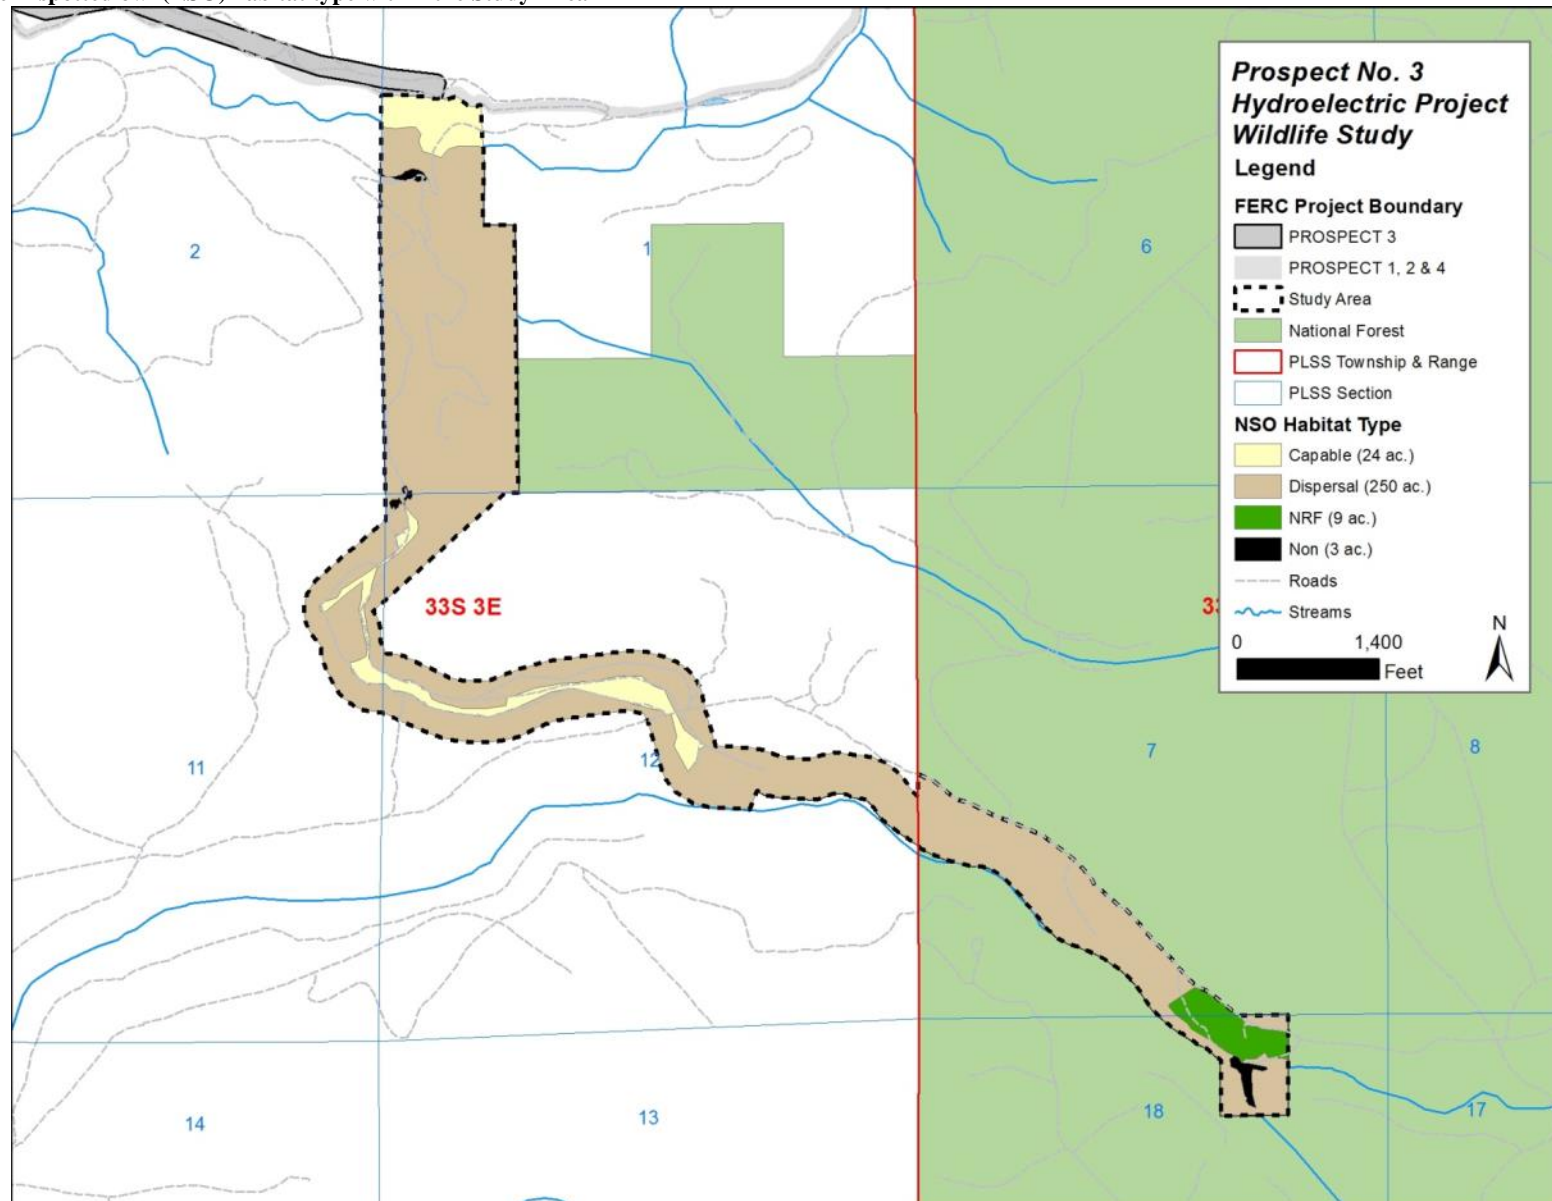 (NSO)
Prospect No. 3
Hydroelectric Project
Wildlife Study
Legend
FERC Project Boundary
PROSPECT 3
PROSPECT 1, 2 & 4
Study Area
National Forest
PLSS Township & Range
PLSS Section
NSO Habitat Type
Capable (24 ac.)
Dispersal (250 ac.)
NRF (9 ac.)
Non (3 ac.)
Roads
Streams
N
0 1,400
Feet
2
1
6
33S 3E
33
11
12
7
8
14
13
18
17